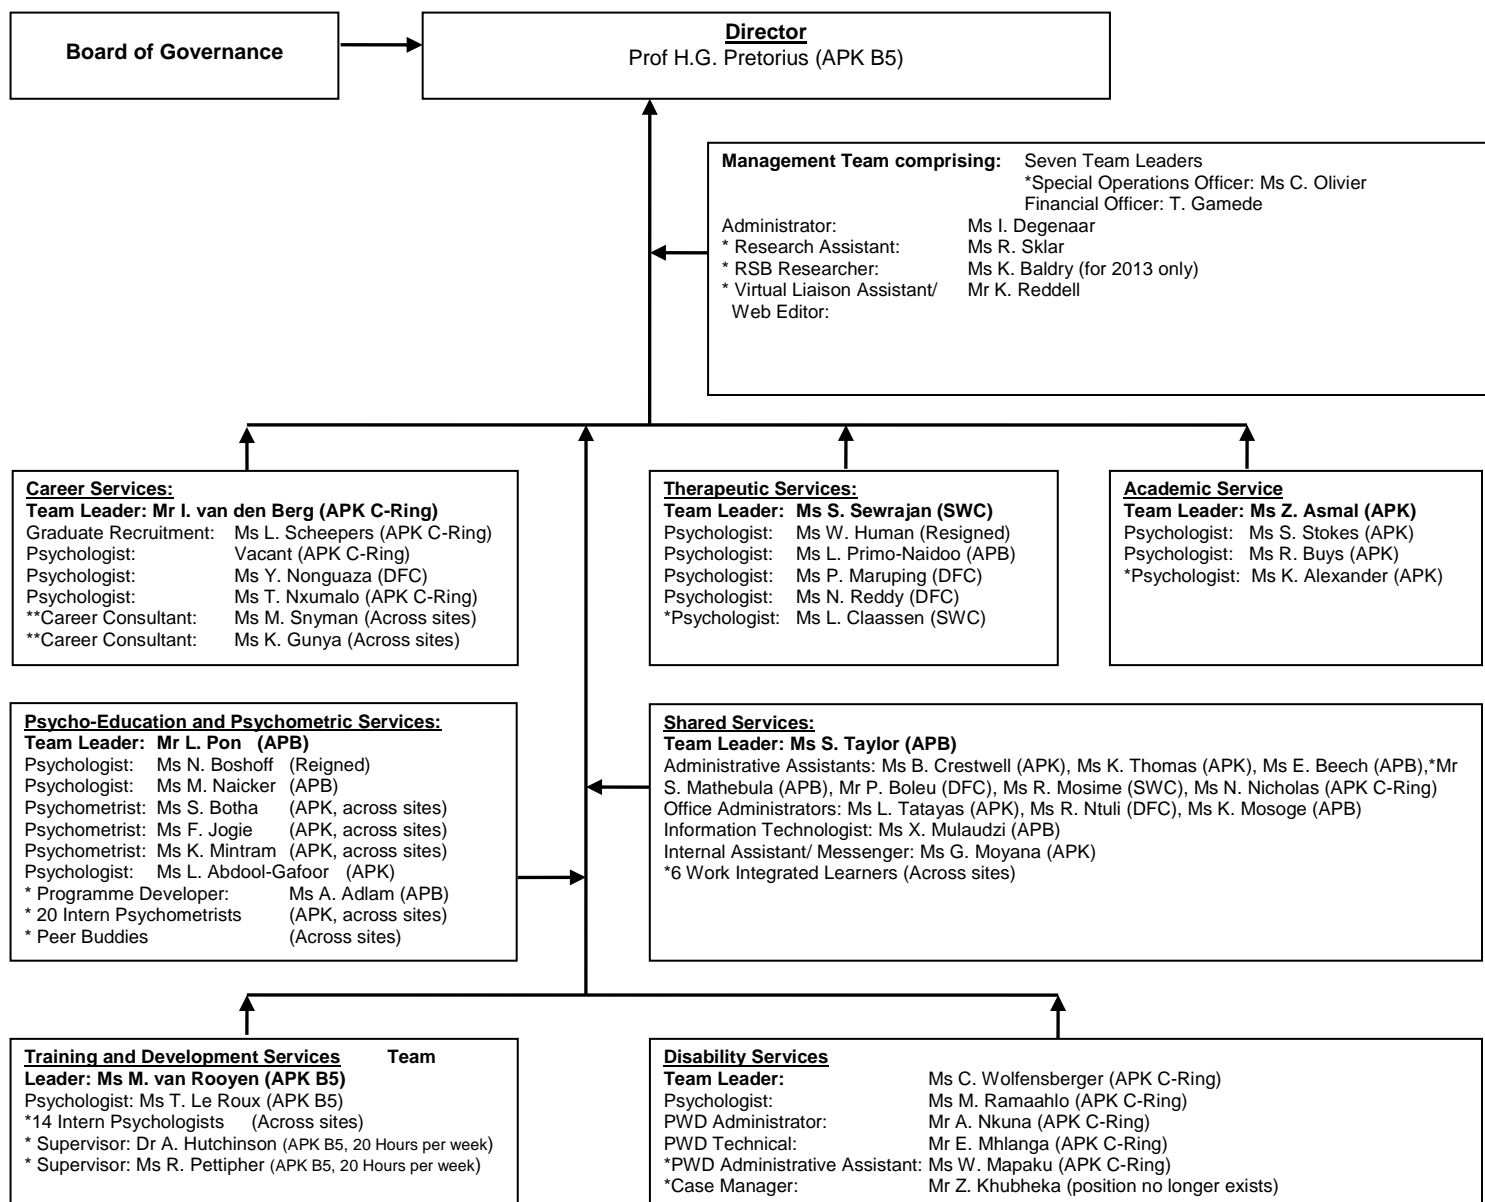 Board of Governance
Director
Prof H.G. Pretorius (APK B5)
Management Team comprising: Seven Team Leaders
*Special Operations Officer: Ms C. Olivier
Financial Officer: T. Gamede
Administrator: Ms I. Degenaar
* Research Assistant: Ms R. Sklar
* RSB Researcher: Ms K. Baldry (for 2013 only)
* Virtual Liaison Assistant/ Mr K. Reddell
Web Editor:
Career Services:
Team Leader: Mr I. van den Berg (APK C-Ring)
Graduate Recruitment: Ms L. Scheepers (APK C-Ring)
Psychologist: Vacant (APK C-Ring)
Psychologist: Ms Y. Nonguaza (DFC)
Psychologist: Ms T. Nxumalo (APK C-Ring)
**Career Consultant: Ms M. Snyman (Across sites)
**Career Consultant: Ms K. Gunya (Across sites)
Therapeutic Services:
Team Leader: Ms S. Sewrajan (SWC)
Psychologist: Ms W. Human (Resigned)
Psychologist: Ms L. Primo-Naidoo (APB)
Psychologist: Ms P. Maruping (DFC)
Psychologist: Ms N. Reddy (DFC)
*Psychologist: Ms L. Claassen (SWC)
Academic Service
Team Leader: Ms Z. Asmal (APK)
Psychologist: Ms S. Stokes (APK)
Psychologist: Ms R. Buys (APK)
*Psychologist: Ms K. Alexander (APK)
Psycho-Education and Psychometric Services:
Team Leader: Mr L. Pon (APB)
Psychologist: Ms N. Boshoff (Reigned)
Psychologist: Ms M. Naicker (APB)
Psychometrist: Ms S. Botha (APK, across sites)
Psychometrist: Ms F. Jogie (APK, across sites)
Psychometrist: Ms K. Mintram (APK, across sites)
Psychologist: Ms L. Abdool-Gafoor (APK)
* Programme Developer: Ms A. Adlam (APB)
* 20 Intern Psychometrists (APK, across sites)
* Peer Buddies (Across sites)
Shared Services:
Team Leader: Ms S. Taylor (APB)
Administrative Assistants: Ms B. Crestwell (APK), Ms K. Thomas (APK), Ms E. Beech (APB),*Mr
S. Mathebula (APB), Mr P. Boleu (DFC), Ms R. Mosime (SWC), Ms N. Nicholas (APK C-Ring)
Office Administrators: Ms L. Tatayas (APK), Ms R. Ntuli (DFC), Ms K. Mosoge (APB)
Information Technologist: Ms X. Mulaudzi (APB)
Internal Assistant/ Messenger: Ms G. Moyana (APK)
*6 Work Integrated Learners (Across sites)
Training and Development Services Team
Leader: Ms M. van Rooyen (APK B5)
Psychologist: Ms T. Le Roux (APK B5)
*14 Intern Psychologists (Across sites)
* Supervisor: Dr A. Hutchinson (APK B5, 20 Hours per week)
* Supervisor: Ms R. Pettipher (APK B5, 20 Hours per week)
Disability Services
Team Leader: Ms C. Wolfensberger (APK C-Ring)
Psychologist: Ms M. Ramaahlo (APK C-Ring)
PWD Administrator: Mr A. Nkuna (APK C-Ring)
PWD Technical: Mr E. Mhlanga (APK C-Ring)
*PWD Administrative Assistant: Ms W. Mapaku (APK C-Ring)
*Case Manager: Mr Z. Khubheka (position no longer exists)